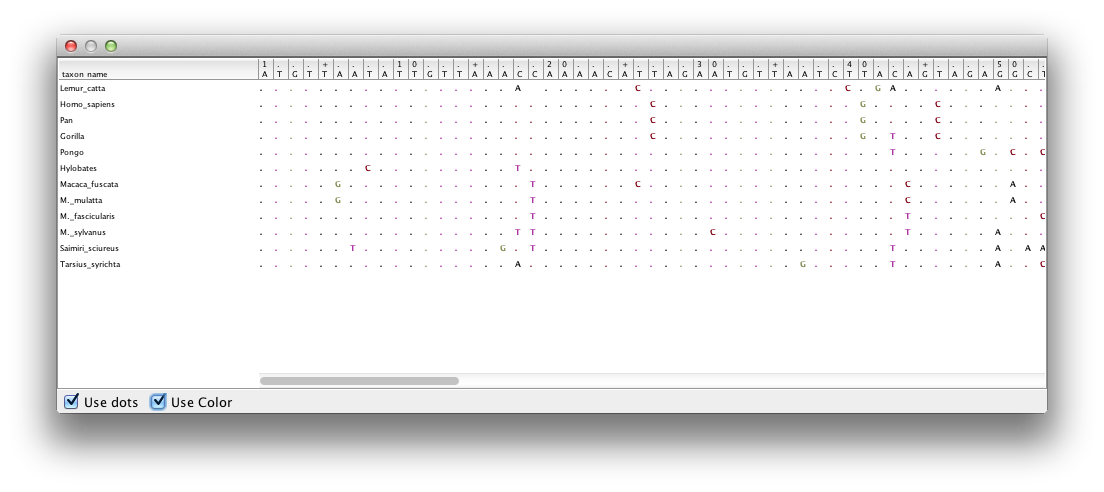 1 . . . + . . . . 1 0 . . . + . . . . 2 0 . . . + . . . . 3 0 . . . + . . . . 4 0 . . . + . . . . 5 0 . .
taxon name A T G T T A A T A T T G T T A A A C C A A A A C A T T A G A A T G T T A A T C T T A C A G T A G A G G C T
Lemur_catta . . . . . . . . . . . . . . . . . A . . . . . . . C . . . . . . . . . . . . . C . G A . . . . . . A . . .
Homo_sapiens . . . . . . . . . . . . . . . . . . . . . . . . . . C . . . . . . . . . . . . . G . . . . C . . . . . . .
Pan . . . . . . . . . . . . . . . . . . . . . . . . . . C . . . . . . . . . . . . . G . . . . C . . . . . . .
Gorilla . . . . . . . . . . . . . . . . . . . . . . . . . . C . . . . . . . . . . . . . G . T . . C . . . . . . .
Pongo . . . . . . . . . . . . . . . . . . . . . . . . . . . . . . . . . . . . . . . . . . T . . . . . G . C . C
Hylobates . . . . . . . C . . . . . . . . . T . . . . . . . . . . . . . . . . . . . . . . . . . . . . . . . . . . .
Macaca_fuscata . . . . . G . . . . . . . . . . . . T . . . . . . C . . . . . . . . . . . . . . . . . C . . . . . . A . .
M._mulatta . . . . . G . . . . . . . . . . . . T . . . . . . . . . . . . . . . . . . . . . . . . C . . . . . . A . .
M._fascicularis . . . . . . . . . . . . . . . . . . T . . . . . . . . . . . . . . . . . . . . . . . . T . . . . . . . . C
M._sylvanus . . . . . . . . . . . . . . . . . T T . . . . . . . . . . . C . . . . . . . . . . . . T . . . . . A . . .
Saimiri_sciureus . . . . . . T . . . . . . . . . G . T . . . . . . . . . . . . . . . . . . . . . . . T . . . . . . A . A A
Tarsius_syrichta . . . . . . . . . . . . . . . . . A . . . . . . . . . . . . . . . . . . G . . . . . T . . . . . . A . . C
Use dots Use Color